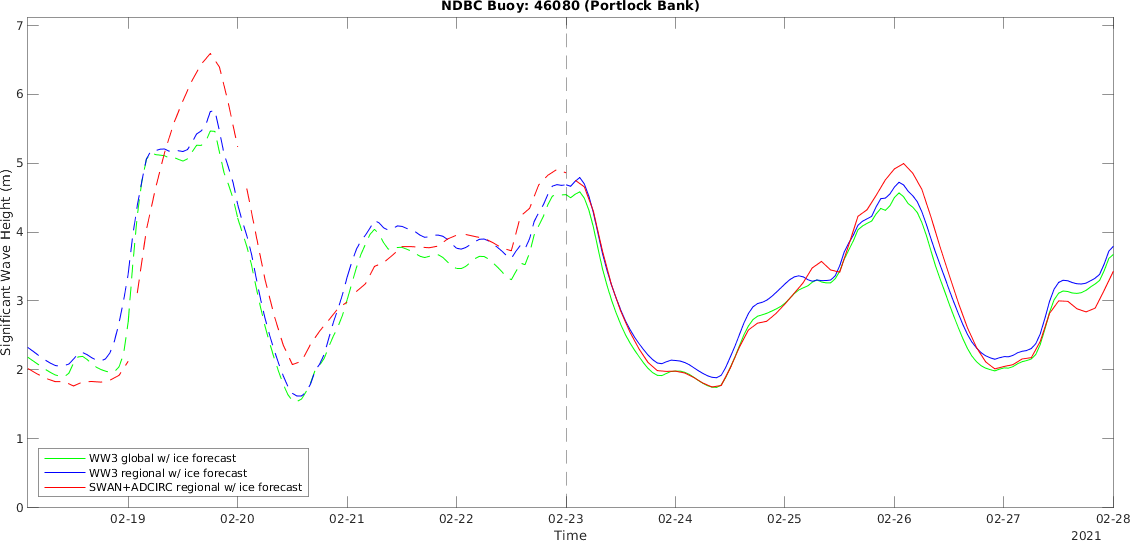 NDBC Buoy: 46080 (Portlock Bank)
Significant Wave Height (m)
7
6
5
4
3
2
1
0
WW3 global w/ ice forecast
WW3 regional w/ ice forecast
SWAN+ADCIRC regional w/ ice forecast
02-19 02-20 02-21 02-22 02-23 02-24 02-25 02-26 02-27 02-28
Time
2021